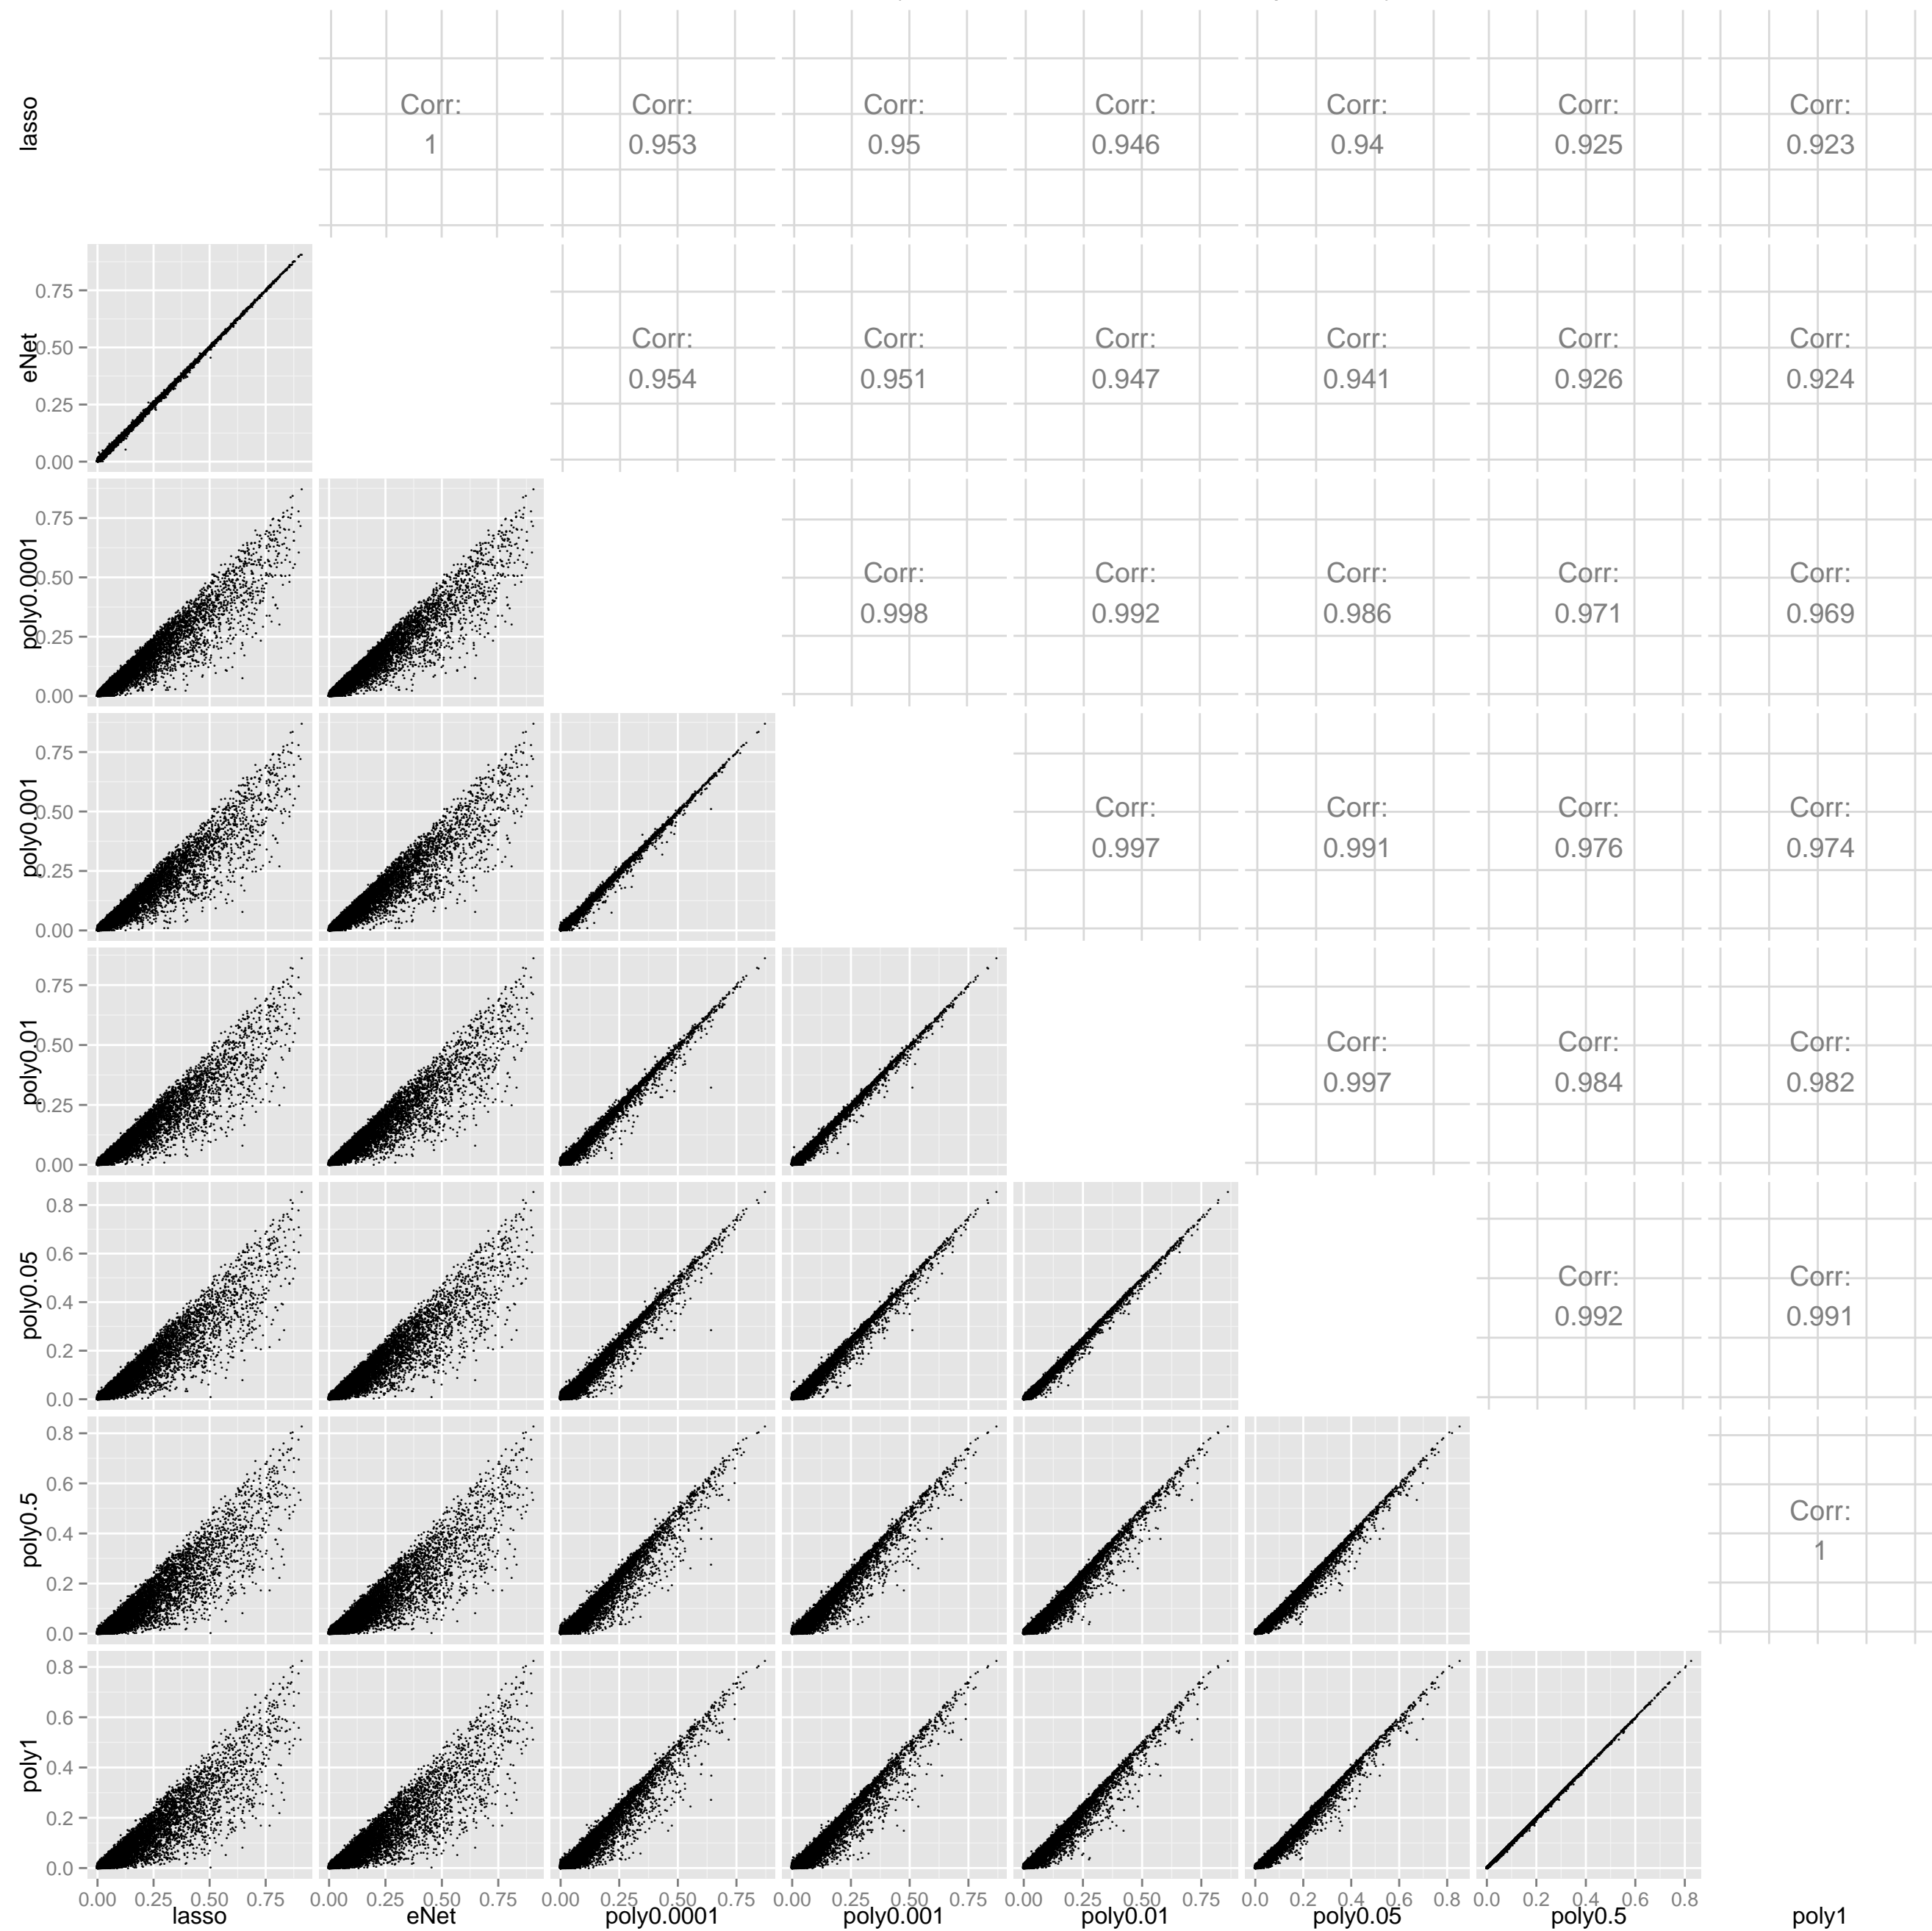 lasso
Corr: Corr: Corr: Corr: Corr: Corr: Corr:
1 0.953 0.95 0.946 0.94 0.925 0.923
eNet
0.75
0.50
0.25
0.00
Corr: Corr: Corr: Corr: Corr: Corr:
0.954 0.951 0.947 0.941 0.926 0.924
poly0.0001
0.75
0.50
0.25
0.00
Corr: Corr: Corr: Corr: Corr:
0.998 0.992 0.986 0.971 0.969
poly0.001
0.75
0.50
0.25
0.00
Corr: Corr: Corr: Corr:
0.997 0.991 0.976 0.974
poly0.01
0.75
0.50
0.25
0.00
Corr: Corr: Corr:
0.997 0.984 0.982
poly0.05
0.8
0.6
0.4
0.2
0.0
Corr: Corr:
0.992 0.991
poly0.5
0.8
0.6
0.4
0.2
0.0
Corr:
1
poly1
0.8
0.6
0.4
0.2
0.0
0.00 0.25 0.50 0.75 0.00 0.25 0.50 0.75 0.00 0.25 0.50 0.75 0.00 0.25 0.50 0.75 0.00 0.25 0.50 0.75 0.0 0.2 0.4 0.6 0.8 0.0 0.2 0.4 0.6 0.8
lasso eNet poly0.0001 poly0.001 poly0.01 poly0.05 poly0.5 poly1